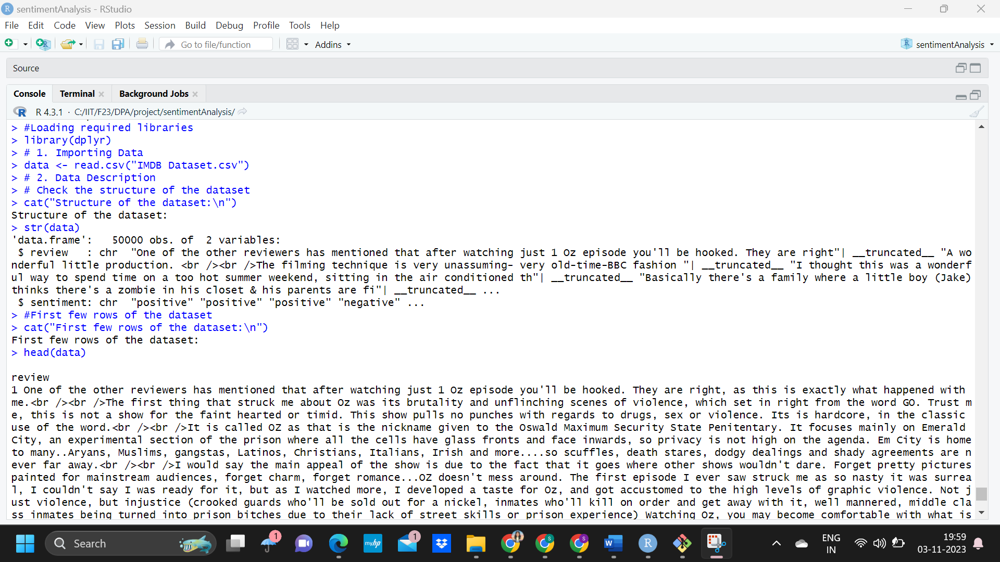 sentimentAnalysis - RStudio
File Edit Code View Plots Session Build Debug Profile Tools Help
Go to file/function Addins sentimentAnalysis
Source
Console Terminal Background Jobs
R 4.3.1 · C:/IIT/F23/DPA/project/sentimentAnalysis/
> #Loading required libraries
> library(dplyr)
> # 1. Importing Data
> data <- read.csv("IMDB Dataset.csv")
> # 2. Data Description
> # Check the structure of the dataset
> cat("Structure of the dataset:\n")
Structure of the dataset:
> str(data)
'data.frame':   50000 obs. of  2 variables:
 $ review   : chr  "One of the other reviewers has mentioned that after watching just 1 Oz episode you'll be hooked. They are right"| __truncated__ "A wo
nderful little production. <br /><br />The filming technique is very unassuming- very old-time-BBC fashion "| __truncated__ "I thought this was a wonderf
ul way to spend time on a too hot summer weekend, sitting in the air conditioned th"| __truncated__ "Basically there's a family where a little boy (Jake)
thinks there's a zombie in his closet & his parents are fi"| __truncated__ ...
 $ sentiment: chr  "positive" "positive" "positive" "negative" ...
> #First few rows of the dataset
> cat("First few rows of the dataset:\n")
First few rows of the dataset:
> head(data)
review
1 One of the other reviewers has mentioned that after watching just 1 Oz episode you'll be hooked. They are right, as this is exactly what happened with
me.<br /><br />The first thing that struck me about Oz was its brutality and unflinching scenes of violence, which set in right from the word GO. Trust m
e, this is not a show for the faint hearted or timid. This show pulls no punches with regards to drugs, sex or violence. Its is hardcore, in the classic
use of the word.<br /><br />It is called OZ as that is the nickname given to the Oswald Maximum Security State Penitentary. It focuses mainly on Emerald
City, an experimental section of the prison where all the cells have glass fronts and face inwards, so privacy is not high on the agenda. Em City is home
to many..Aryans, Muslims, gangstas, Latinos, Christians, Italians, Irish and more....so scuffles, death stares, dodgy dealings and shady agreements are n
ever far away.<br /><br />I would say the main appeal of the show is due to the fact that it goes where other shows wouldn't dare. Forget pretty pictures
painted for mainstream audiences, forget charm, forget romance...OZ doesn't mess around. The first episode I ever saw struck me as so nasty it was surrea
l, I couldn't say I was ready for it, but as I watched more, I developed a taste for Oz, and got accustomed to the high levels of graphic violence. Not j
ust violence, but injustice (crooked guards who'll be sold out for a nickel, inmates who'll kill on order and get away with it, well mannered, middle cla
ss inmates being turned into prison bitches due to their lack of street skills or prison experience) Watching Oz, you may become comfortable with what is
Search 1 myhp 1 S S W R ENG 19:59
IN 03-11-2023